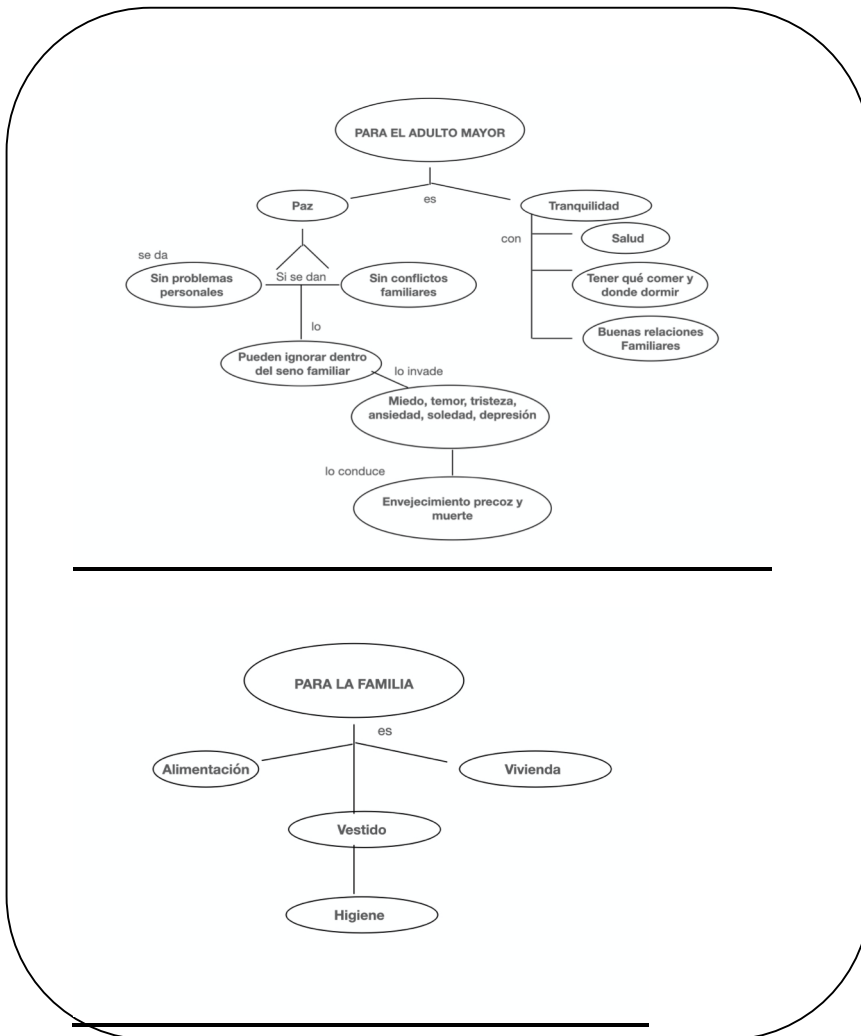 PARA EL ADULTO MAYOR
es
Paz
Tranquilidad
con
Salud
se da
Sin problemas
personales
Si se dan
Sin conflictos
familiares
Tener qué comer y
donde dormir
lo
Buenas relaciones
Familiares
Pueden ignorar dentro
del seno familiar
lo invade
Miedo, temor, tristeza,
ansiedad, soledad, depresión
lo conduce
Envejecimiento precoz y
muerte
PARA LA FAMILIA
es
Alimentación
Vivienda
Vestido
Higiene